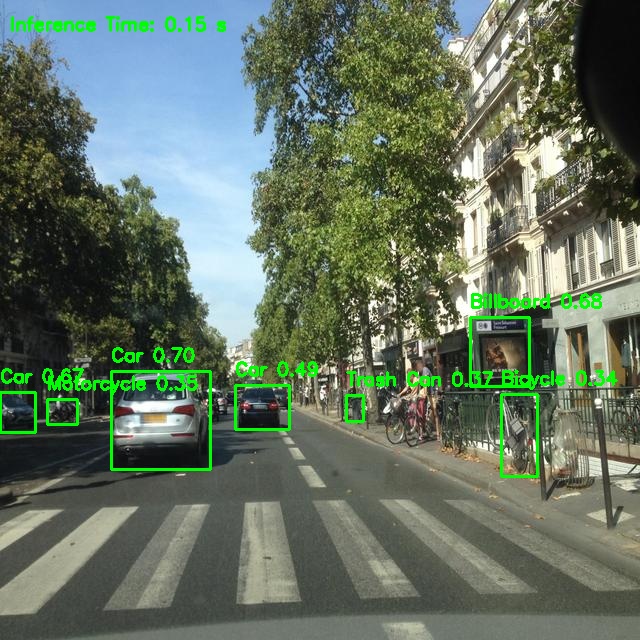 Inference Time: 0.15 s
Billboard 0.68
Car 0.70
Car 0.49
Car 0.67
Motorcycle 0.35
Trash Can 0.37
Bicycle 0.34